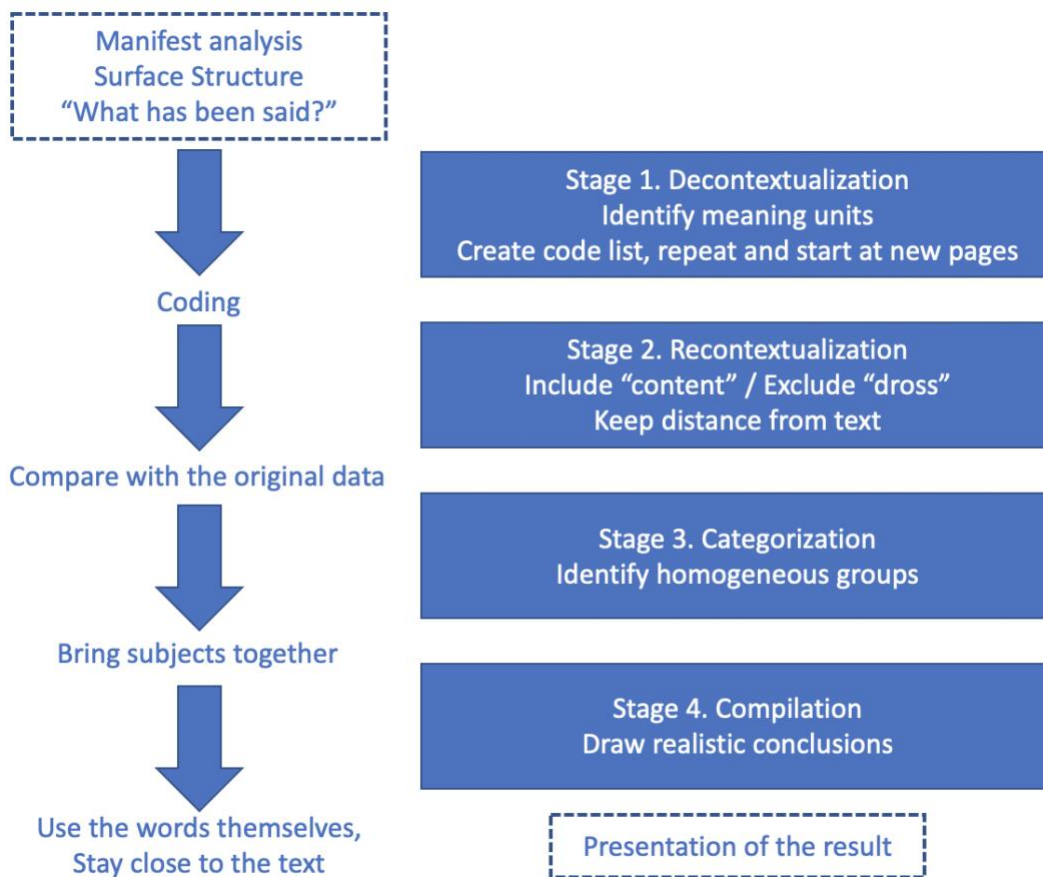 Manifest analysis
Surface Structure
“What has been said?”
Stage 1. Decontextualization
Identify meaning units
Create code list, repeat and start at new pages
Coding
Stage 2. Recontextualization
Include “content” / Exclude “dross”
Keep distance from text
Compare with the original data
Stage 3. Categorization
Identify homogeneous groups
Bring subjects together
Stage 4. Compilation
Draw realistic conclusions
Use the words themselves,
Stay close to the text
Presentation of the result